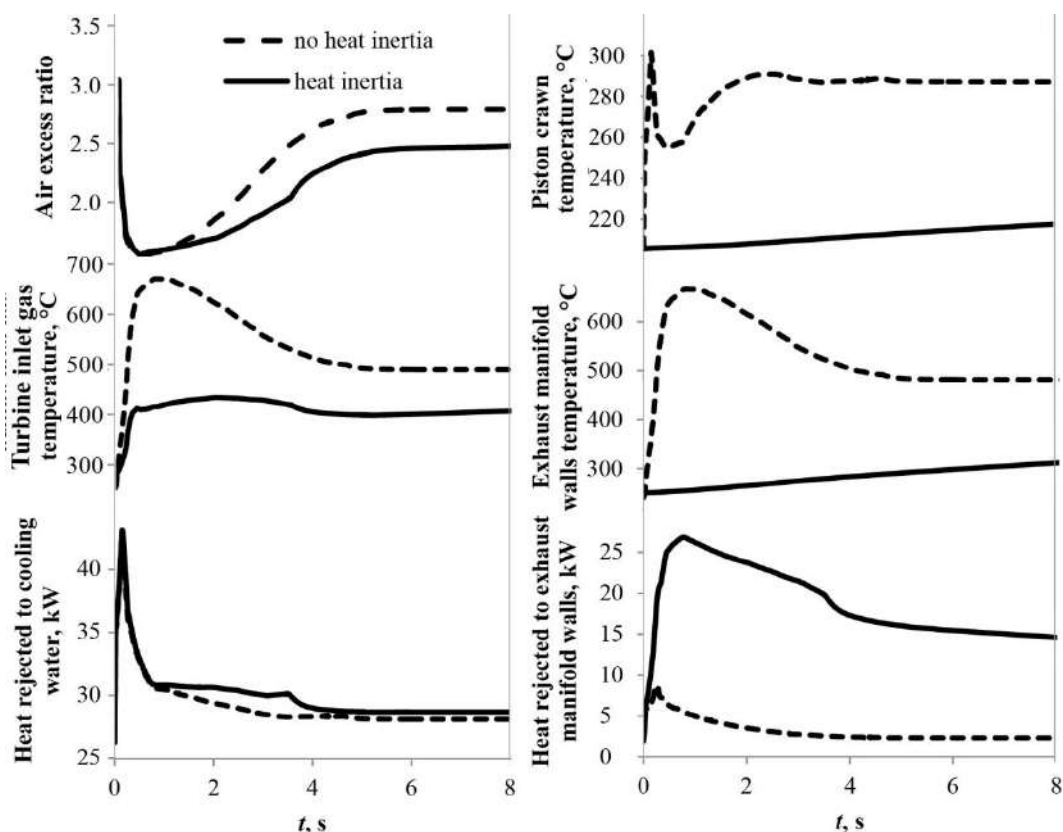 3.5
3.0
2.5
2.0
Air excess ratio
no heat inertia
heat inertia
300
280
260
240
220
Piston crawn
temperature, °C
700
600
500
400
300
Turbine inlet gas
temperature, °C
600
500
400
300
Exhaust manifold
walls temperature, °C
40
35
30
25
Heat rejected to cooling
water, kW
0
2
4
6
8
t, s
25
20
15
10
5
0
Heat rejected to exhaust
manifold walls, kW
0
2
4
6
8
t, s